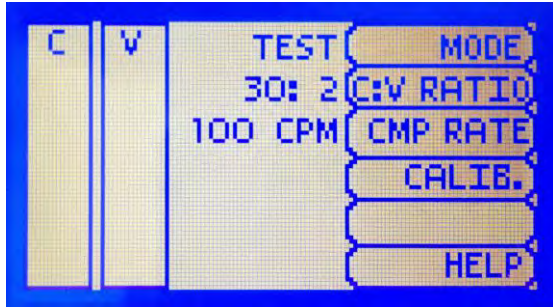 C V TEST MODE
30: 2 C:V RATIO
100 CPM CMP RATE
CALIB.
HELP